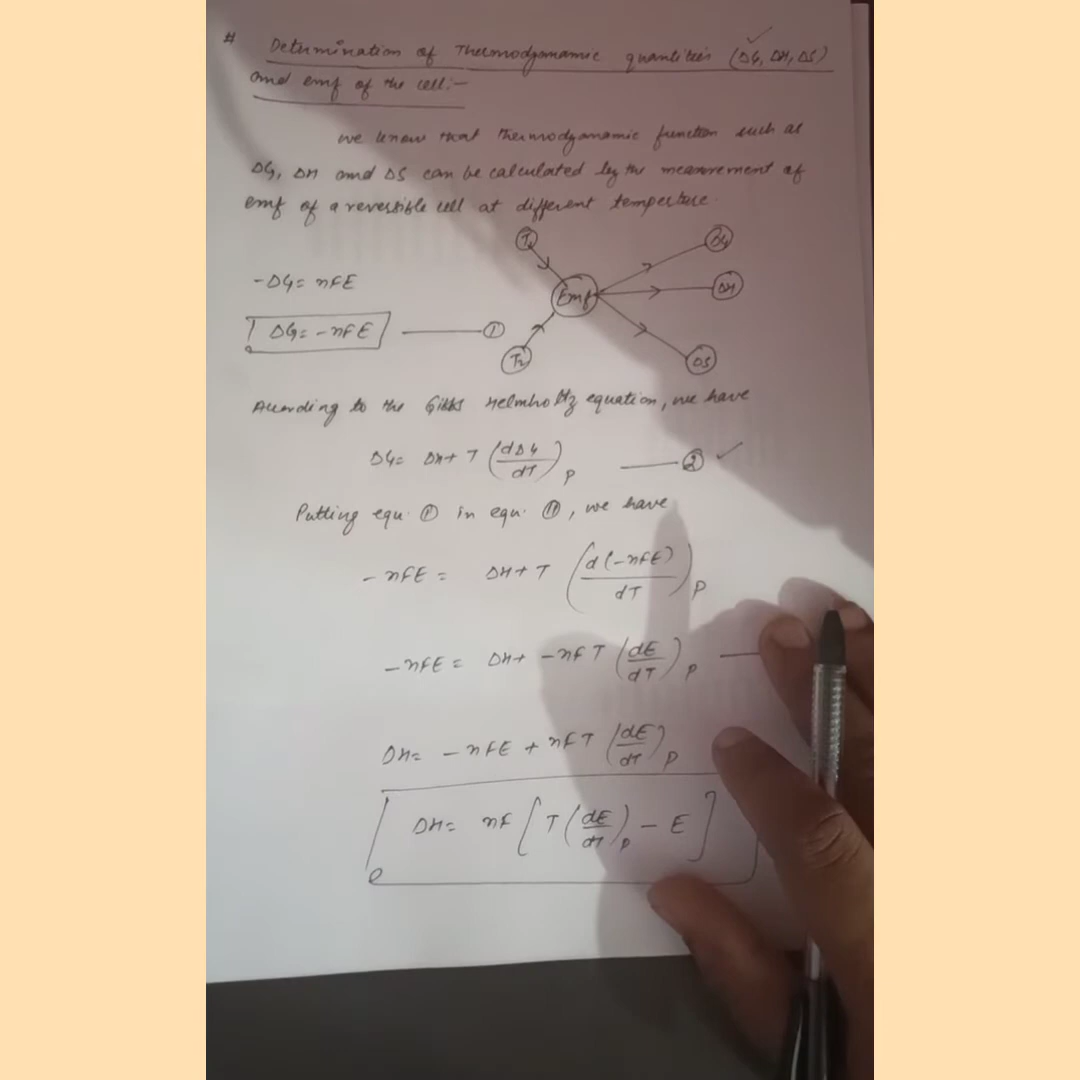 # Determination of Thermodynamic quantities (ΔG, ΔH, ΔS)
and emf of the cell:-
We know that thermodynamic function such as
ΔG, ΔH and ΔS can be calculated by the measurement of
emf of a reversible cell at different temperture.
T₁ Emf T₂ ΔG ΔH ΔS
-ΔG = nFE
ΔG = -nFE ——— ①
According to the Gibbs Helmholtz equation, we have
ΔG = ΔH + T (dΔG/dT)P ——— ②
Putting equ. ① in equ. ⑪, we have
-nFE = ΔH + T (d(-nFE)/dT)P
-nFE = ΔH + -nFT (dE/dT)P —
ΔH = -nFE + nFT (dE/dT)P
ΔH = nF [T (dE/dT)P - E]